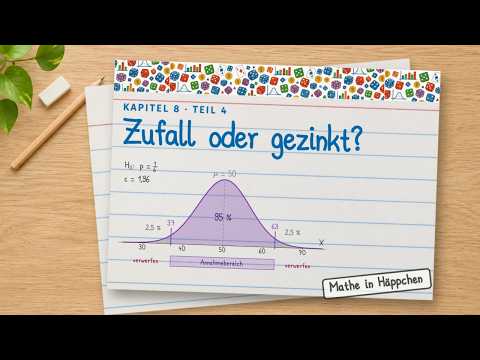 KAPITEL 8 · TEIL 4
Zufall oder gezinkt?
H₀: p = 1/6
c = 1,96
μ = 50
95 %
2,5 %
37
63
2,5 %
30 40 50 60 70 X
verwerfen
Annahmebereich
verwerfen
Mathe in Häppchen